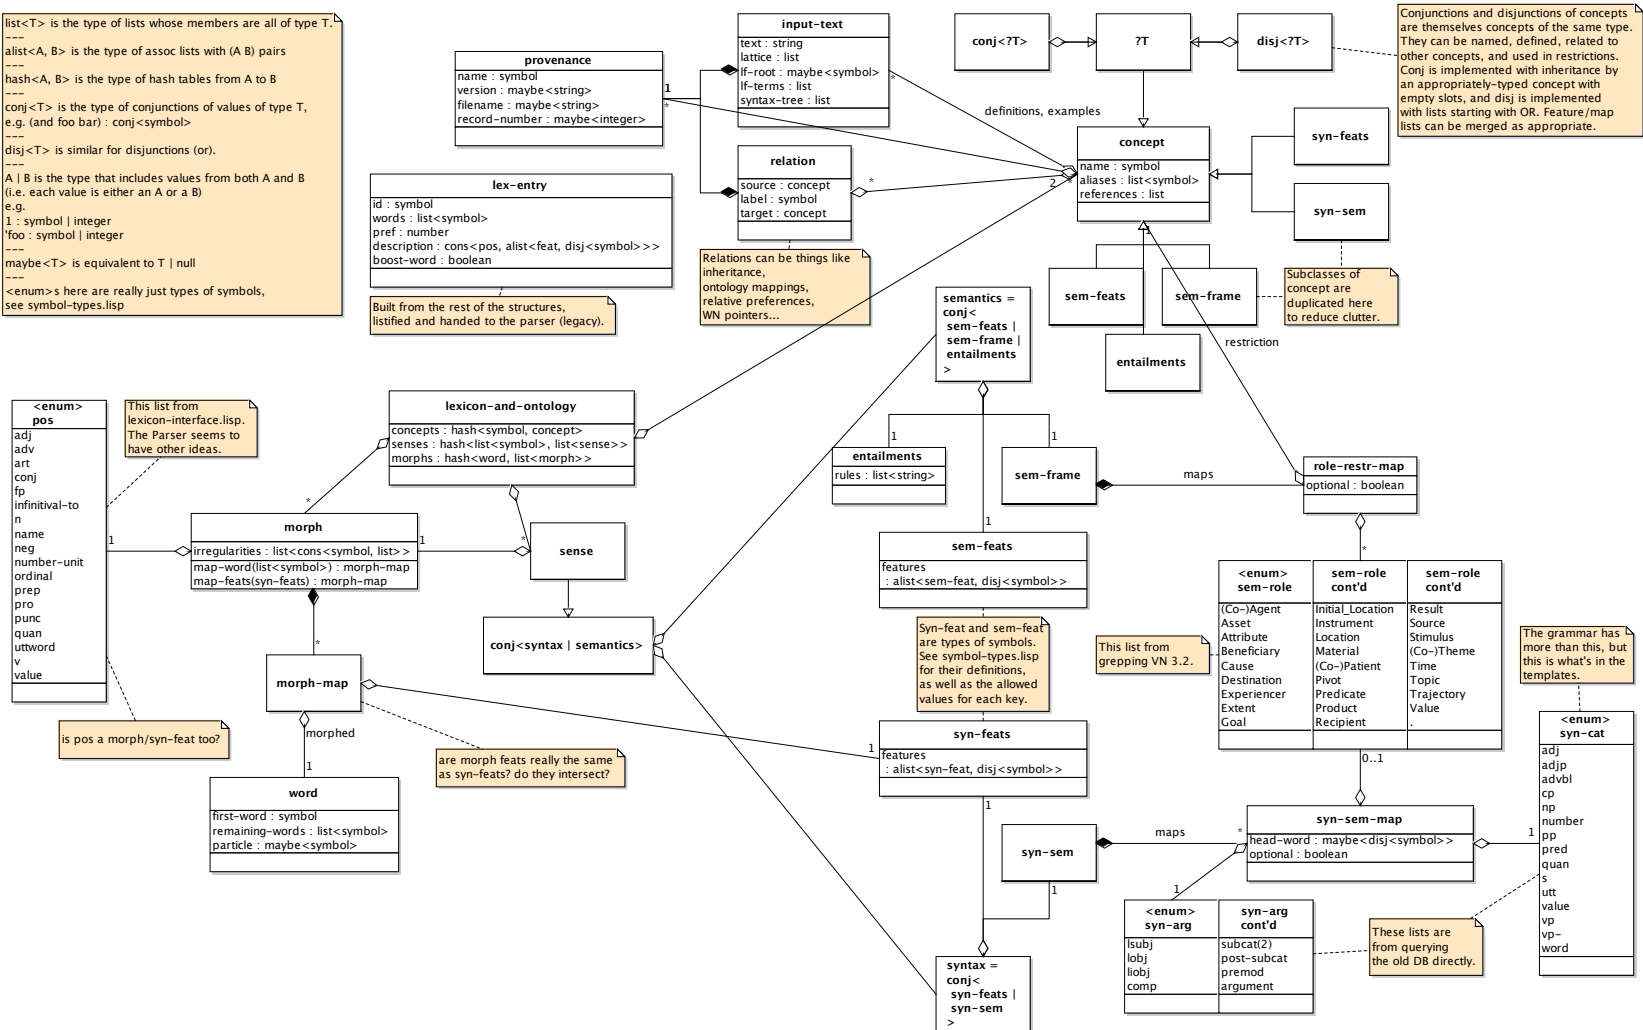 list<T> is the type of lists whose members are all of type T.
---
alist<A, B> is the type of assoc lists with (A B) pairs
---
hash<A, B> is the type of hash tables from A to B
---
conj<T> is the type of conjunctions of values of type T,
e.g. (and foo bar) : conj<symbol>
---
disj<T> is similar for disjunctions (or).
---
A | B is the type that includes values from both A and B
(i.e. each value is either an A or a B)
e.g.
1 : symbol | integer
'foo : symbol | integer
---
maybe<T> is equivalent to T | null
---
<enum>s here are really just types of symbols,
see symbol-types.lisp
provenance
name : symbol
version : maybe<string>
filename : maybe<string>
record-number : maybe<integer>
1
*
input-text
text : string
lattice : list
lf-root : maybe<symbol>
lf-terms : list
syntax-tree : list
*
definitions, examples
relation
source : concept
label : symbol
target : concept
*
2
*
Relations can be things like
inheritance,
ontology mappings,
relative preferences,
WN pointers...
lex-entry
id : symbol
words : list<symbol>
pref : number
description : cons<pos, alist<feat, disj<symbol>>>
boost-word : boolean
Built from the rest of the structures,
listified and handed to the parser (legacy).
conj<?T>
?T
disj<?T>
Conjunctions and disjunctions of concepts
are themselves concepts of the same type.
They can be named, defined, related to
other concepts, and used in restrictions.
Conj is implemented with inheritance by
an appropriately-typed concept with
empty slots, and disj is implemented
with lists starting with OR. Feature/map
lists can be merged as appropriate.
concept
name : symbol
aliases : list<symbol>
references : list
1
syn-feats
syn-sem
Subclasses of
concept are
duplicated here
to reduce clutter.
sem-feats
sem-frame
entailments
restriction
semantics =
conj<
sem-feats |
sem-frame |
entailments
>
<enum>
pos
adj
adv
art
conj
fp
infinitival-to
n
name
neg
number-unit
ordinal
prep
pro
punc
quan
uttword
v
value
This list from
lexicon-interface.lisp.
The Parser seems to
have other ideas.
is pos a morph/syn-feat too?
lexicon-and-ontology
concepts : hash<symbol, concept>
senses : hash<list<symbol>, list<sense>>
morphs : hash<word, list<morph>>
*
*
1
morph
irregularities : list<cons<symbol, list>>
map-word(list<symbol>) : morph-map
map-feats(syn-feats) : morph-map
1
*
sense
conj<syntax | semantics>
morph-map
morphed
1
word
first-word : symbol
remaining-words : list<symbol>
particle : maybe<symbol>
are morph feats really the same
as syn-feats? do they intersect?
1
entailments
rules : list<string>
1
sem-frame
maps
role-restr-map
optional : boolean
*
1
sem-feats
features
: alist<sem-feat, disj<symbol>>
Syn-feat and sem-feat
are types of symbols.
See symbol-types.lisp
for their definitions,
as well as the allowed
values for each key.
1
syn-feats
features
: alist<syn-feat, disj<symbol>>
1
syn-sem
1
maps
*
syntax =
conj<
syn-feats |
syn-sem
>
This list from
grepping VN 3.2.
<enum>
sem-role
(Co-)Agent
Asset
Attribute
Beneficiary
Cause
Destination
Experiencer
Extent
Goal
sem-role
cont'd
Initial_Location
Instrument
Location
Material
(Co-)Patient
Pivot
Predicate
Product
Recipient
sem-role
cont'd
Result
Source
Stimulus
(Co-)Theme
Time
Topic
Trajectory
Value
.
0..1
syn-sem-map
head-word : maybe<disj<symbol>>
optional : boolean
1
1
<enum>
syn-arg
lsubj
lobj
liobj
comp
syn-arg
cont'd
subcat(2)
post-subcat
premod
argument
These lists are
from querying
the old DB directly.
The grammar has
more than this, but
this is what's in the
templates.
<enum>
syn-cat
adj
adjp
advbl
cp
np
number
pp
pred
quan
s
utt
value
vp
vp-
word